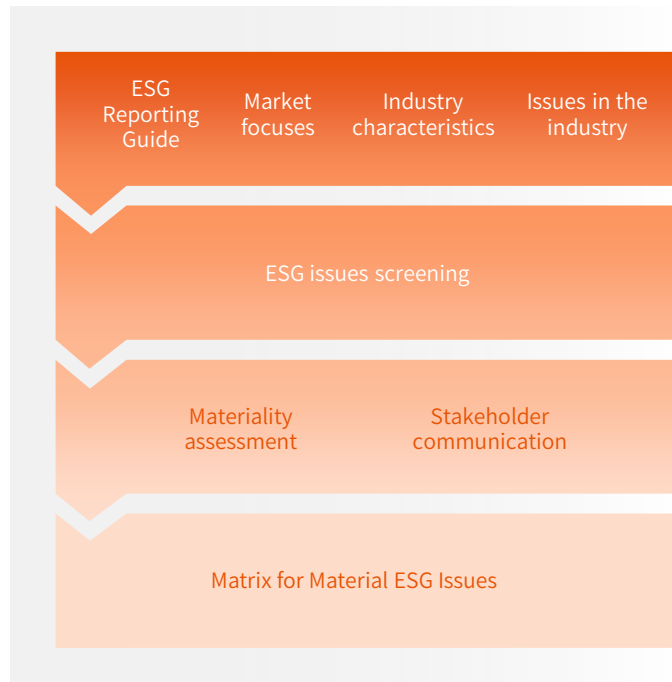 ESG
Reporting
Guide
Market
focuses
Industry
characteristics
Issues in the
industry
ESG issues screening
Materiality
assessment
Stakeholder
communication
Matrix for Material ESG Issues